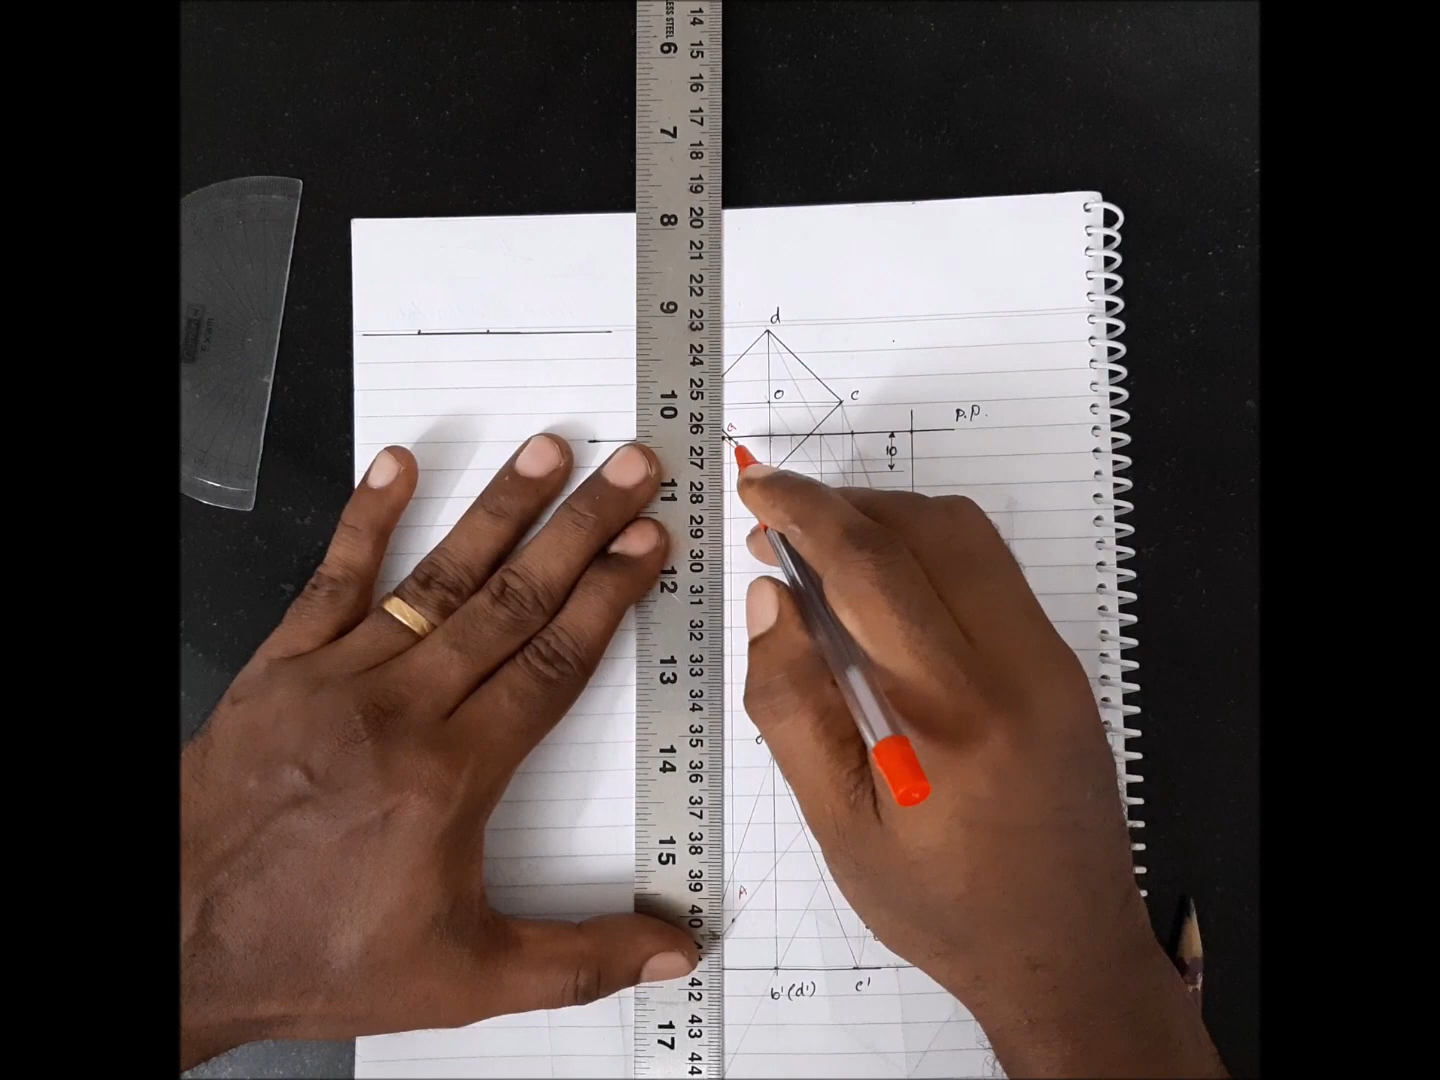 ESS STEEL
6 7 8 9 10 11 12 13 14 15 17
14 15 16 17 18 19 20 21 22 23 24 25 26 27 28 29 30 31 32 33 34 35 36 37 38 39 40 42 43 44
d
o c
P.P.
a
10
A
b'(d') c'